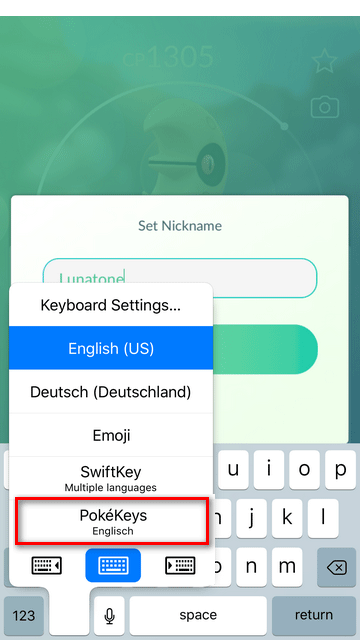 CP1305
Set Nickname
Lunatone
Keyboard Settings...
English (US)
Deutsch (Deutschland)
Emoji
SwiftKey
Multiple languages
PokéKeys
Englisch
u i o p
h j k l
n m
123 space return